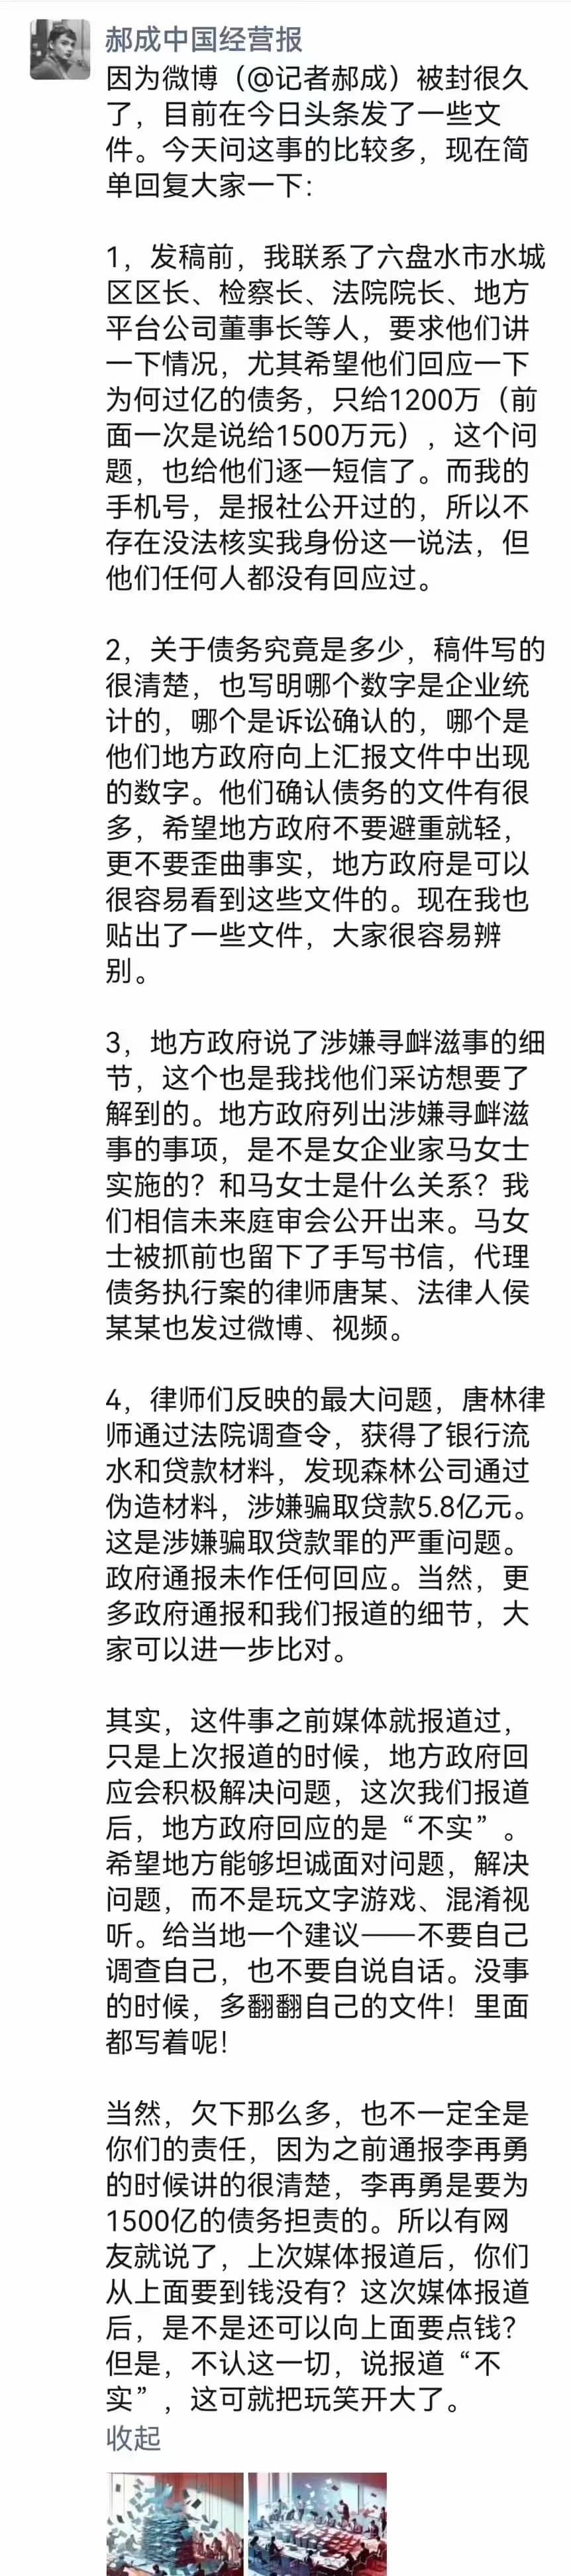 郝成中国经营报
因为微博（@记者郝成）被封很久
了，目前在今日头条发了一些文
件。今天问这事的比较多，现在简
单回复大家一下：
1，发稿前，我联系了六盘水市水城
区区长、检察长、法院院长、地方
平台公司董事长等人，要求他们讲
一下情况，尤其希望他们回应一下
为何过亿的债务，只给1200万（前
面一次是说给1500万元），这个问
题，也给他们逐一短信了。而我的
手机号，是报社公开过的，所以不
存在没法核实我身份这一说法，但
他们任何人都没有回应过。
2，关于债务究竟是多少，稿件写的
很清楚，也写明哪个数字是企业统
计的，哪个是诉讼确认的，哪个是
他们地方政府向上汇报文件中出现
的数字。他们确认债务的文件有很
多，希望地方政府不要避重就轻，
更不要歪曲事实，地方政府是可以
很容易看到这些文件的。现在我也
贴出了一些文件，大家很容易辨
别。
3，地方政府说了涉嫌寻衅滋事的细
节，这个也是我找他们采访想要了
解到的。地方政府列出涉嫌寻衅滋
事的事项，是不是女企业家马女士
实施的？和马女士是什么关系？我
们相信未来庭审会公开出来。马女
士被抓前也留下了手写书信，代理
债务执行案的律师唐某、法律人侯
某某也发过微博、视频。
4，律师们反映的最大问题，唐林律
师通过法院调查令，获得了银行流
水和贷款材料，发现森林公司通过
伪造材料，涉嫌骗取贷款5.8亿元。
这是涉嫌骗取贷款罪的严重问题。
政府通报未作任何回应。当然，更
多政府通报和我们报道的细节，大
家可以进一步比对。
其实，这件事之前媒体就报道过，
只是上次报道的时候，地方政府回
应会积极解决问题，这次我们报道
后，地方政府回应的是“不实”。
希望地方能够坦诚面对问题，解决
问题，而不是玩文字游戏、混淆视
听。给当地一个建议——不要自己
调查自己，也不要自说自话。没事
的时候，多翻翻自己的文件！里面
都写着呢！
当然，欠下那么多，也不一定全是
你们的责任，因为之前通报李再勇
的时候讲的很清楚，李再勇是要为
1500亿的债务担责的。所以有网
友就说了，上次媒体报道后，你们
从上面要到钱没有？这次媒体报道
后，是不是还可以向上面要点钱？
但是，不认这一切，说报道“不
实”，这可就把玩笑开大了。
收起